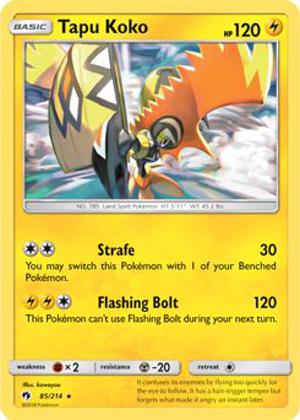 BASIC
Tapu Koko
HP 120
NO. 785 Land Spirit Pokémon HT: 5'11" WT: 45.2 lbs.
Strafe 30
You may switch this Pokémon with 1 of your Benched
Pokémon.
Flashing Bolt 120
This Pokémon can't use Flashing Bolt during your next turn.
weakness × 2 resistance -20 retreat
Illus. kawayoo
85/214 ★
©2018 Pokémon
It confuses its enemies by flying too quickly for
the eye to follow. It has a hair-trigger temper but
forgets what made it angry an instant later.